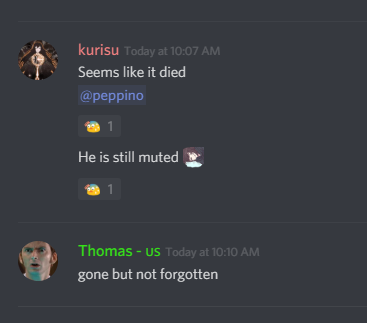 kurisu Today at 10:07 AM
Seems like it died
@peppino
1
He is still muted
1
Thomas - us Today at 10:10 AM
gone but not forgotten